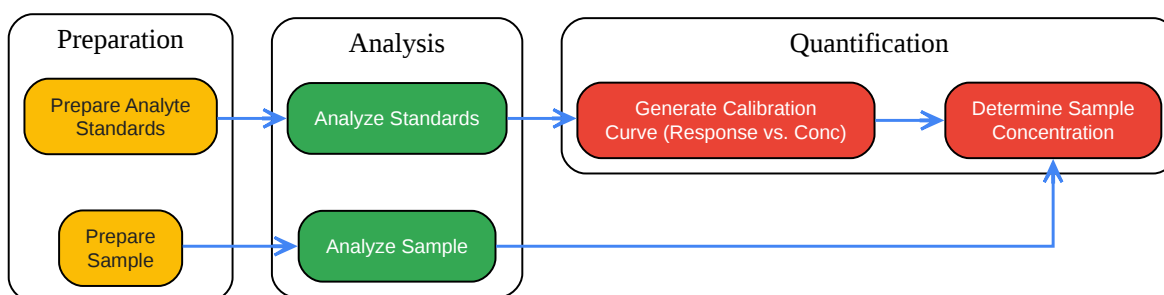 Preparation
Analysis
Quantification
Prepare Analyte
Standards
Analyze Standards
Generate Calibration
Curve (Response vs. Conc)
Determine Sample
Concentration
Prepare
Sample
Analyze Sample